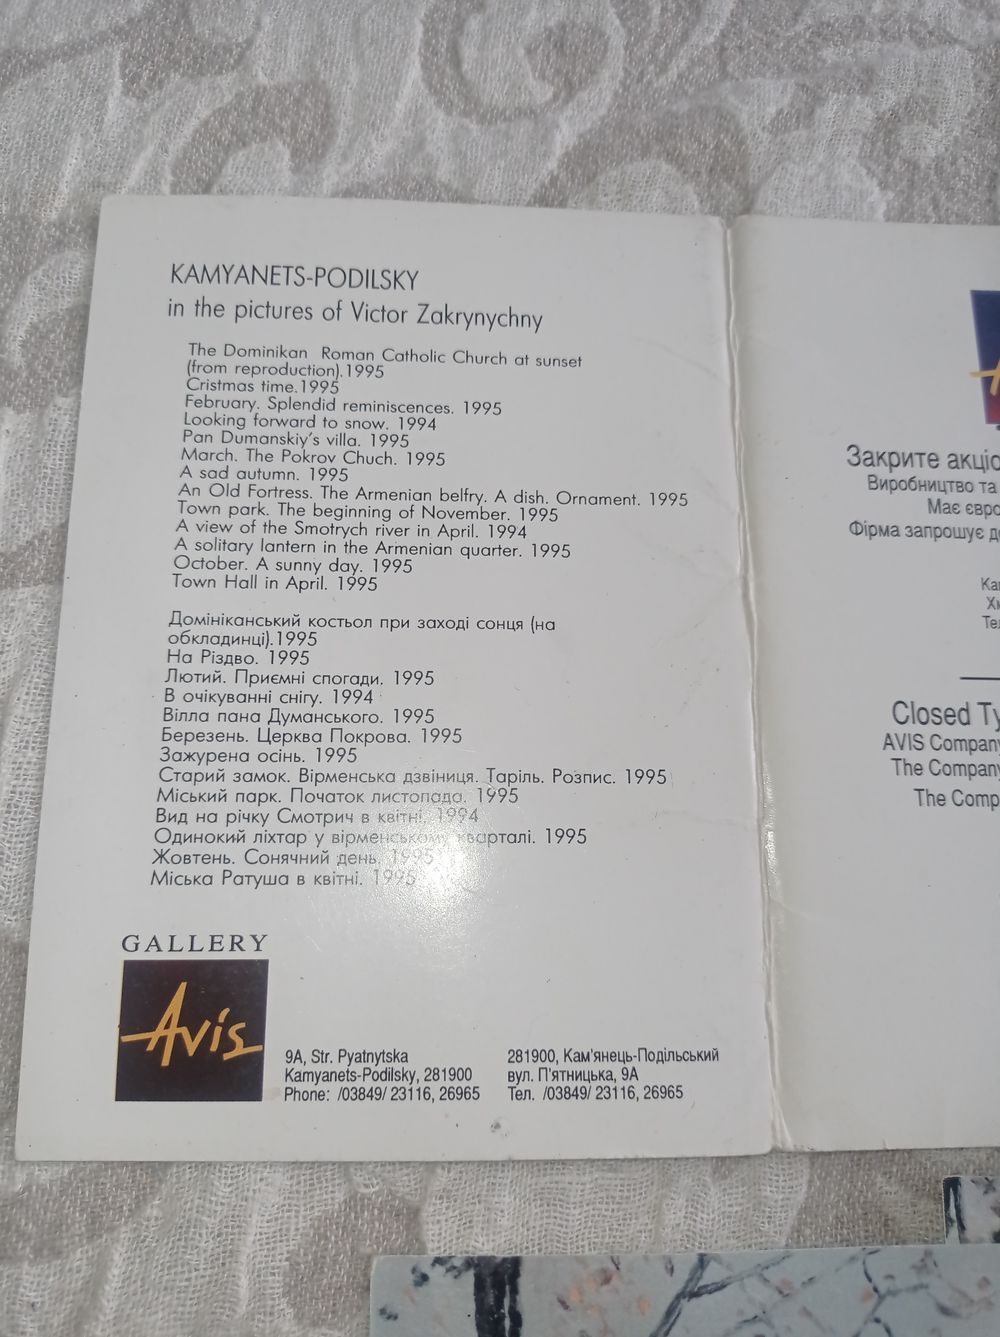 KAMYANETS-PODILSKY
in the pictures of Victor Zakrynychny
The Dominikan Roman Catholic Church at sunset
(from reproduction).1995
Cristmas time.1995
February. Splendid reminiscences. 1995
Looking forward to snow. 1994
Pan Dumanskiy's villa. 1995
March. The Pokrov Chuch. 1995
A sad autumn. 1995
An Old Fortress. The Armenian belfry. A dish. Ornament. 1995
Town park. The beginning of November. 1995
A view of the Smotrych river in April. 1994
A solitary lantern in the Armenian quarter. 1995
October. A sunny day. 1995
Town Hall in April. 1995
Домініканський костьол при заході сонця (на
обкладинці).1995
На Різдво. 1995
Лютий. Приємні спогади. 1995
В очікуванні снігу. 1994
Вілла пана Думанського. 1995
Березень. Церква Покрова. 1995
Зажурена осінь. 1995
Старий замок. Вірменська дзвіниця. Таріль. Розпис. 1995
Міський парк. Початок листопада. 1995
Вид на річку Смотрич в квітні. 1994
Одинокий ліхтар у вірменському кварталі. 1995
Жовтень. Сонячний день. 1995
Міська Ратуша в квітні. 1995
GALLERY
Avis
9A, Str. Pyatnytska
Kamyanets-Podilsky, 281900
Phone: /03849/ 23116, 26965
281900, Кам'янець-Подільський
вул. П'ятницька, 9А
Тел. /03849/ 23116, 26965
Закрите
Виробництво та
Має
Фірма запрошує
Closed
AVIS Company
The Company
The